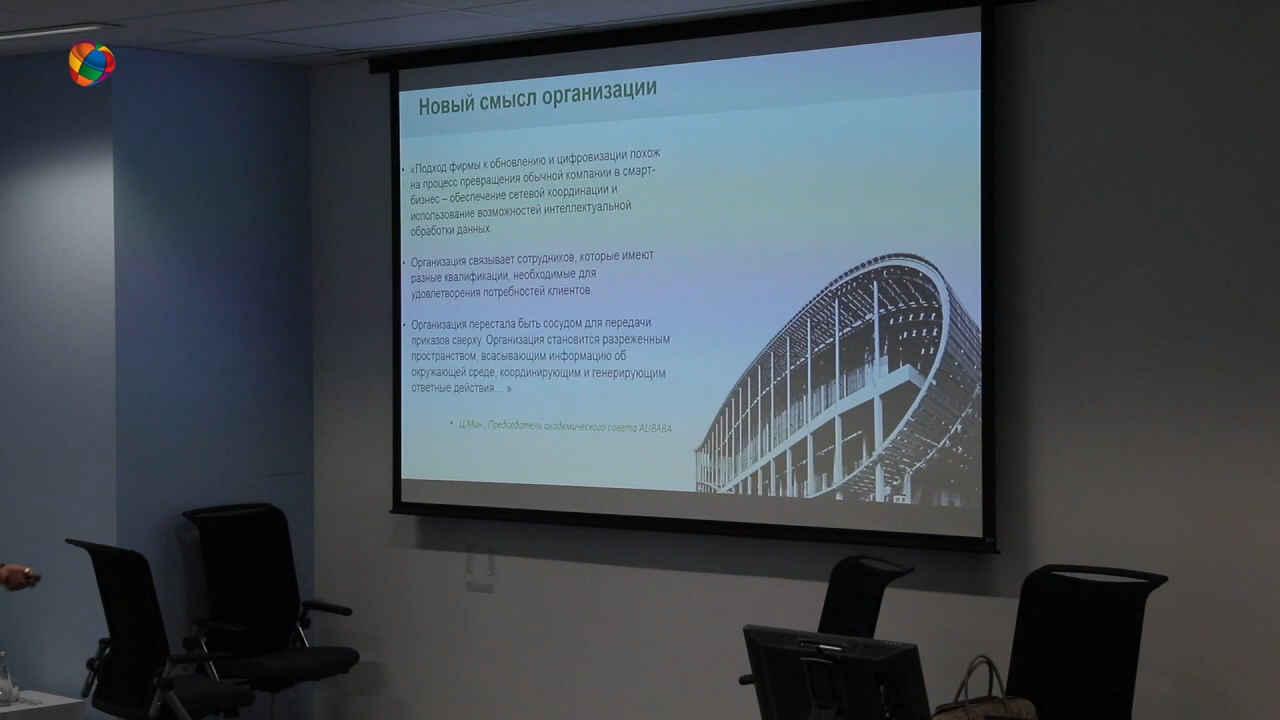 Новый смысл организации
• «Подход фирмы к обновлению и цифровизации похож
на процесс превращения обычной компании в смарт-
бизнес – обеспечение сетевой координации и
использование возможностей интеллектуальной
обработки данных.
• Организация связывает сотрудников, которые имеют
разные квалификации, необходимые для
удовлетворения потребностей клиентов.
• Организация перестала быть сосудом для передачи
приказов сверху. Организация становится разреженным
пространством, всасывающим информацию об
окружающей среде, координирующим и генерирующим
ответные действия… »
• Ц.Мин , Председатель академического совета ALIBABA